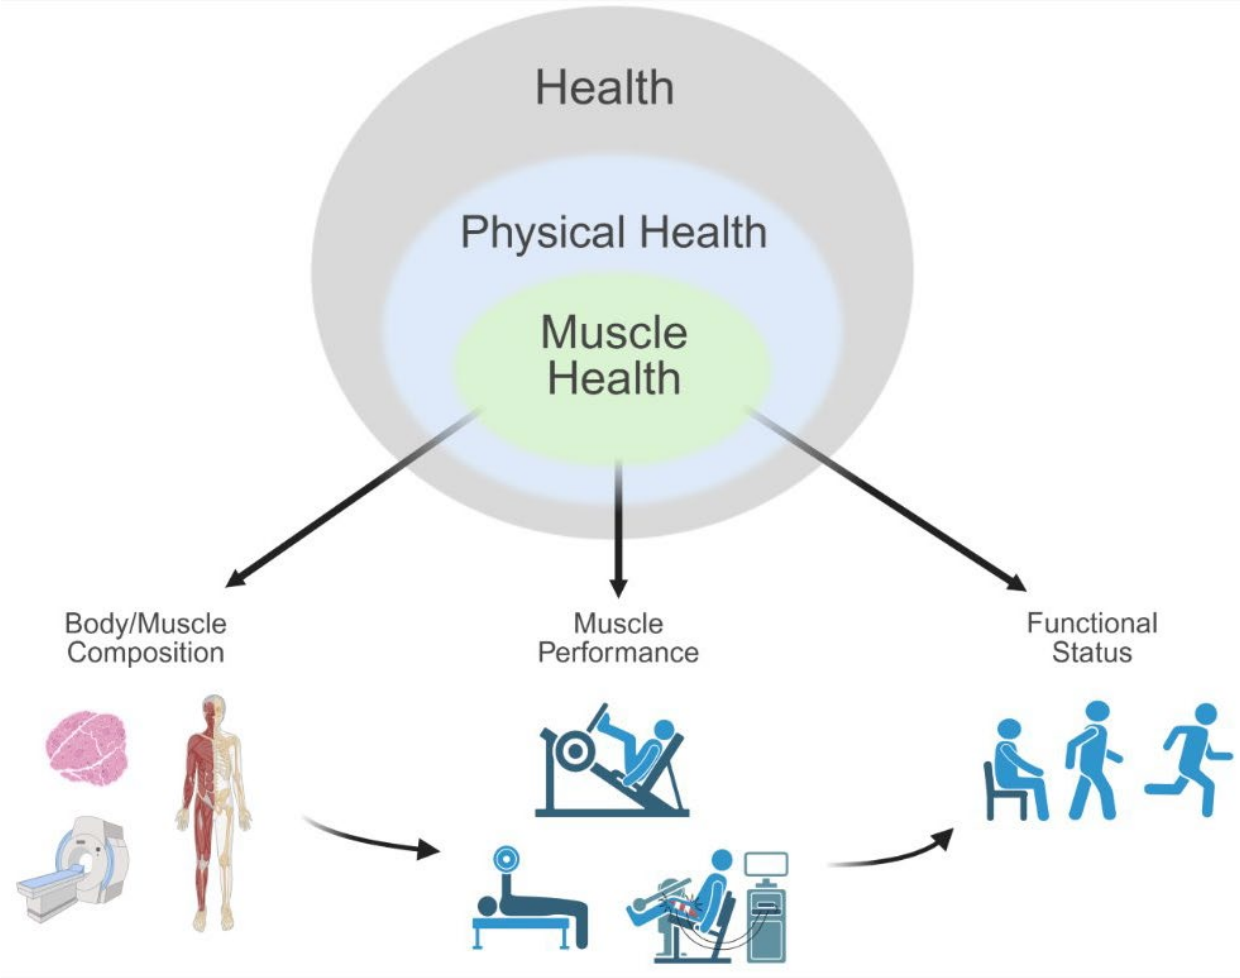 Health
Physical Health
Muscle
Health
Body/Muscle
Composition
Muscle
Performance
Functional
Status